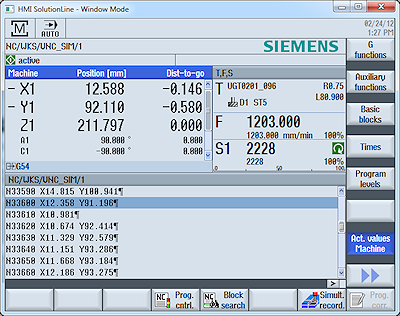 HMI SolutionLine - Window Mode
02/24/12
1:27 PM
M
AUTO
NC/WKS/UNC_SIM/1
SIEMENS
active
Machine Position [mm] Dist-to-go
- X1 12.588 -0.146
- Y1 92.110 -0.580
Z1 211.797 0.000
A1 90.000 ° 0.000 °
C1 -90.000 ° 0.000 °
G54
T,F,S
T UGT0201_096 R0.75
D1 ST5 L80.900
F 1203.000
1203.000 mm/min 100%
S1 2228
2228 100%
NC/WKS/UNC_SIM/1
N33590 X14.815 Y100.941¶
N33600 X12.358 Y91.196¶
N33610 X10.981¶
N33620 X10.674 Y92.414¶
N33630 X11.329 Y92.579¶
N33640 X11.151 Y93.286¶
N33650 X11.668 Y93.184¶
N33660 X12.186 Y93.275¶
G
functions
Auxiliary
functions
Basic
blocks
Times
Program
levels
Act. values
Machine
NC Prog.
cntrl.
NC Block
search
Simult.
record.
Prog.
corr.